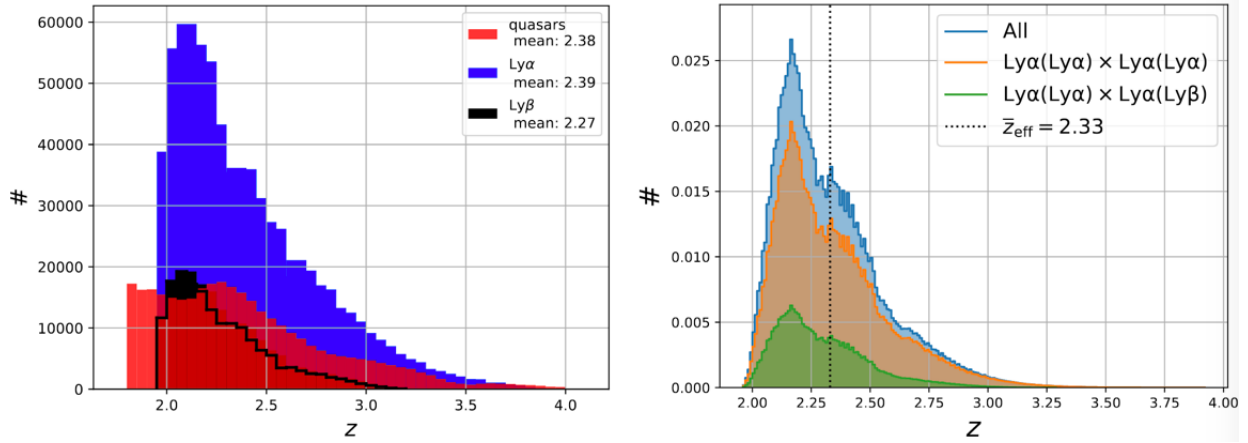 60000
50000
40000
30000
20000
10000
0
#
2.0
2.5
3.0
3.5
4.0
z
quasars
mean: 2.38
Lyα
mean: 2.39
Lyβ
mean: 2.27
0.025
0.020
0.015
0.010
0.005
0.000
#
2.00
2.25
2.50
2.75
3.00
3.25
3.50
3.75
4.00
z
All
Lyα(Lyα) × Lyα(Lyα)
Lyα(Lyα) × Lyα(Lyβ)
z̅eff = 2.33